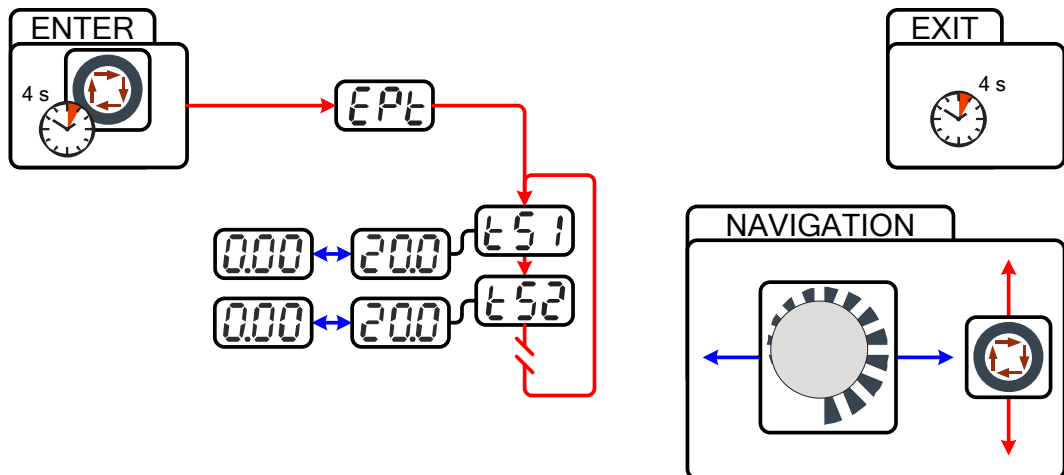 ENTER
4 s
EPt
EXIT
4 s
0.00
20.0
tS1
0.00
20.0
tS2
NAVIGATION